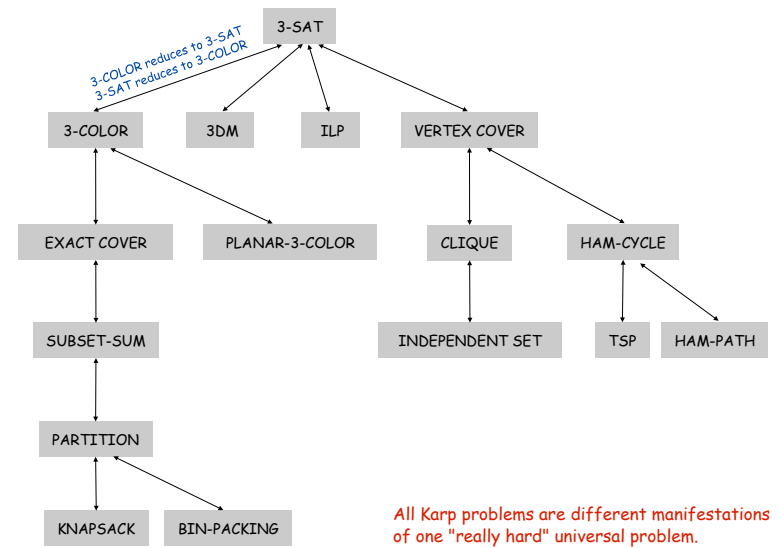 3-SAT
3-COLOR reduces to 3-SAT
3-SAT reduces to 3-COLOR
3-COLOR
3DM
ILP
VERTEX COVER
EXACT COVER
PLANAR-3-COLOR
CLIQUE
HAM-CYCLE
SUBSET-SUM
INDEPENDENT SET
TSP
HAM-PATH
PARTITION
KNAPSACK
BIN-PACKING
All Karp problems are different manifestations
of one "really hard" universal problem.